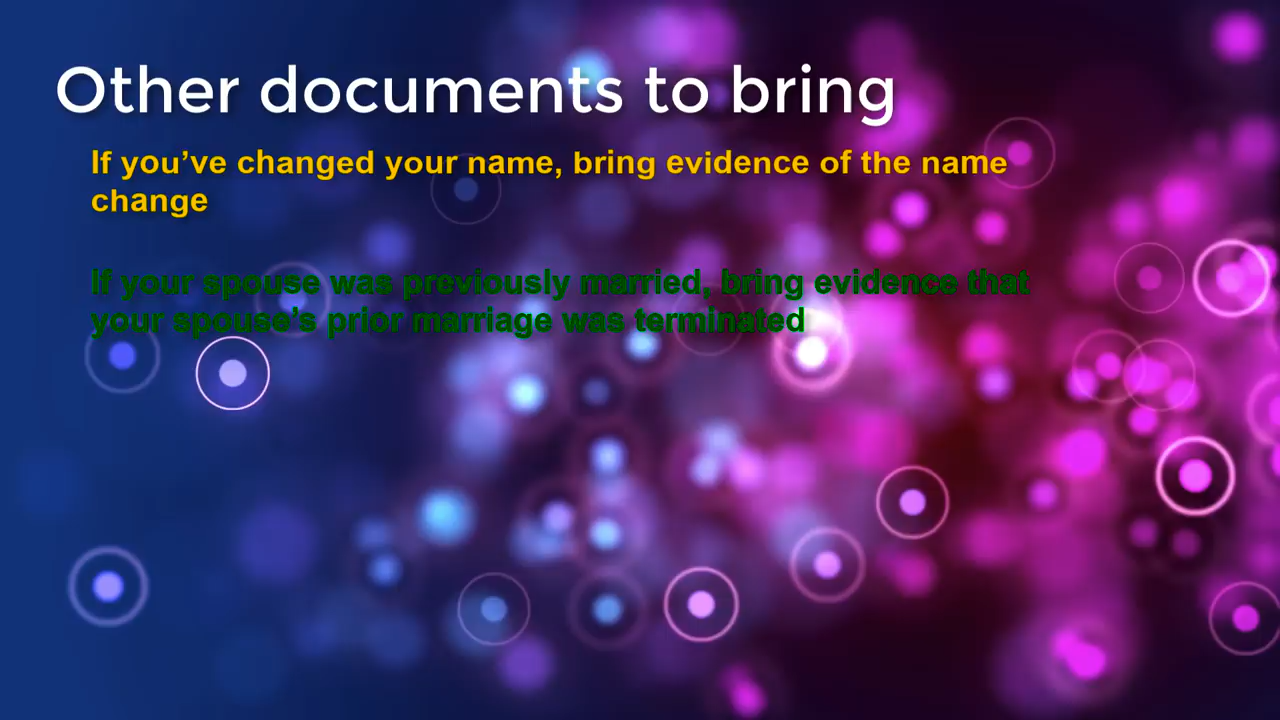 Other documents to bring
If you’ve changed your name, bring evidence of the name
change
If your spouse was previously married, bring evidence that
your spouse’s prior marriage was terminated